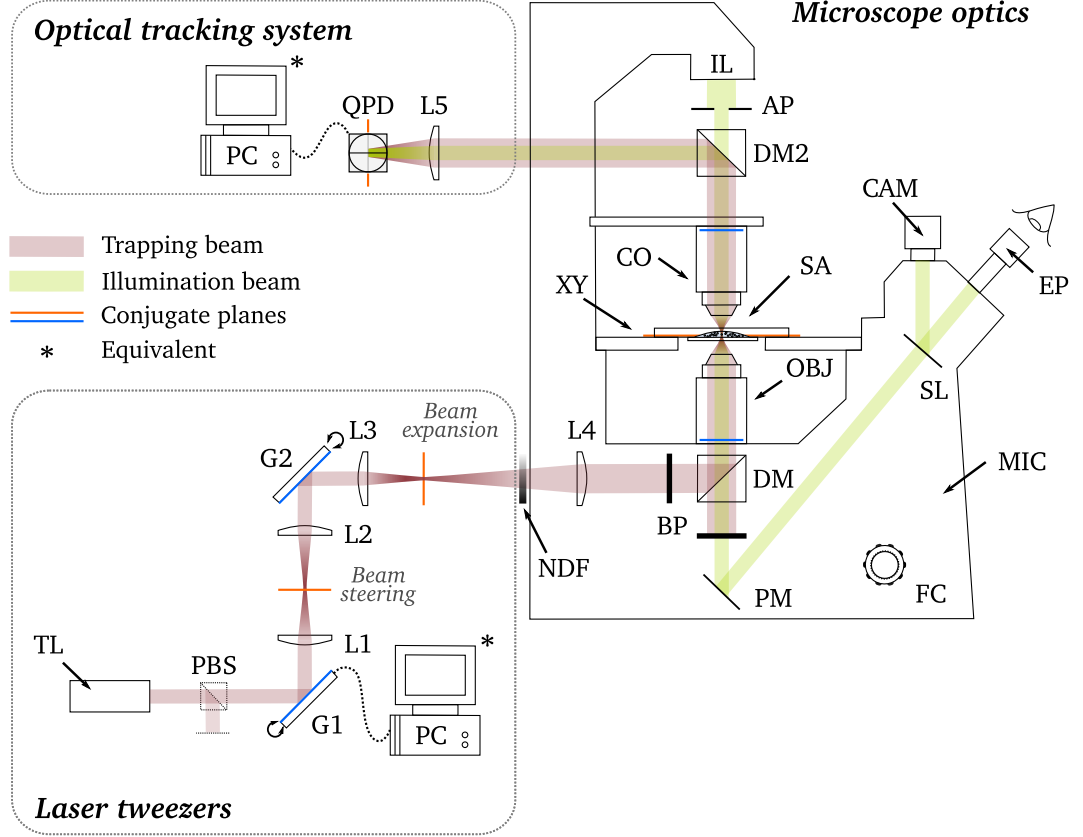 Optical tracking system
Microscope optics
*
IL
QPD
L5
AP
PC
DM2
CAM
Trapping beam
Illumination beam
Conjugate planes
* Equivalent
CO
SA
EP
XY
OBJ
SL
Beam
expansion
L3
L4
G2
DM
MIC
BP
L2
NDF
Beam
steering
PM
FC
TL
L1
*
PBS
G1
PC
Laser tweezers